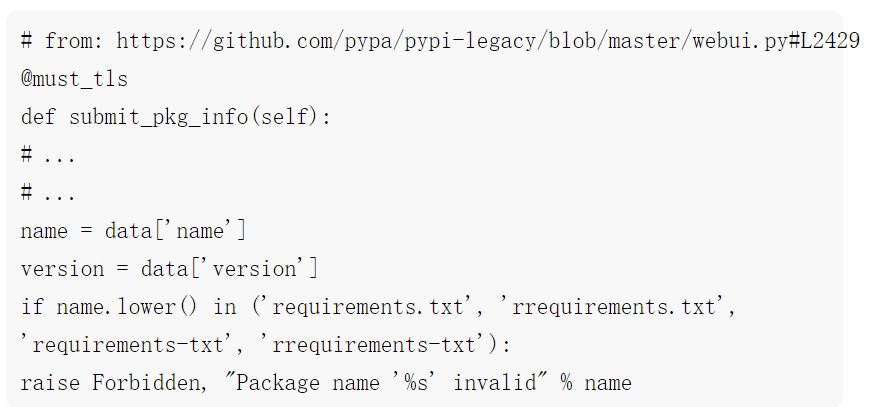 # from: https://github.com/pypa/pypi-legacy/blob/master/webui.py#L2429
@must_tls
def submit_pkg_info(self):
# ...
# ...
name = data['name']
version = data['version']
if name.lower() in ('requirements.txt', 'rrequirements.txt',
'requirements-txt', 'rrequirements-txt'):
raise Forbidden, "Package name '%s' invalid" % name